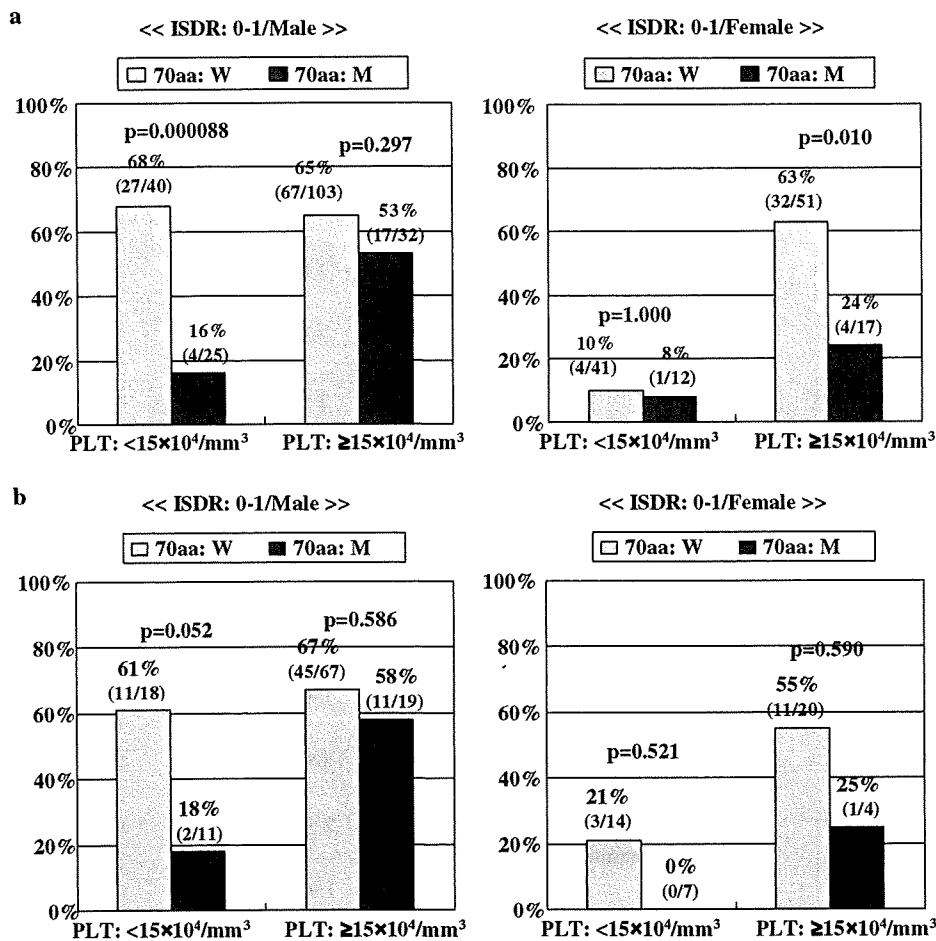 a
<< ISDR: 0-1/Male >>
70aa: W 70aa: M
100%
80%
60%
40%
20%
0%
p=0.000088
68%
(27/40)
16%
(4/25)
p=0.297
65%
(67/103)
53%
(17/32)
PLT: <15×10⁴/mm³ PLT: ≥15×10⁴/mm³
<< ISDR: 0-1/Female >>
70aa: W 70aa: M
100%
80%
60%
40%
20%
0%
p=1.000
10%
(4/41)
8%
(1/12)
p=0.010
63%
(32/51)
24%
(4/17)
PLT: <15×10⁴/mm³ PLT: ≥15×10⁴/mm³
b
<< ISDR: 0-1/Male >>
70aa: W 70aa: M
100%
80%
60%
40%
20%
0%
p=0.052
61%
(11/18)
18%
(2/11)
p=0.586
67%
(45/67)
58%
(11/19)
PLT: <15×10⁴/mm³ PLT: ≥15×10⁴/mm³
<< ISDR: 0-1/Female >>
70aa: W 70aa: M
100%
80%
60%
40%
20%
0%
p=0.521
21%
(3/14)
0%
(0/7)
p=0.590
55%
(11/20)
25%
(1/4)
PLT: <15×10⁴/mm³ PLT: ≥15×10⁴/mm³